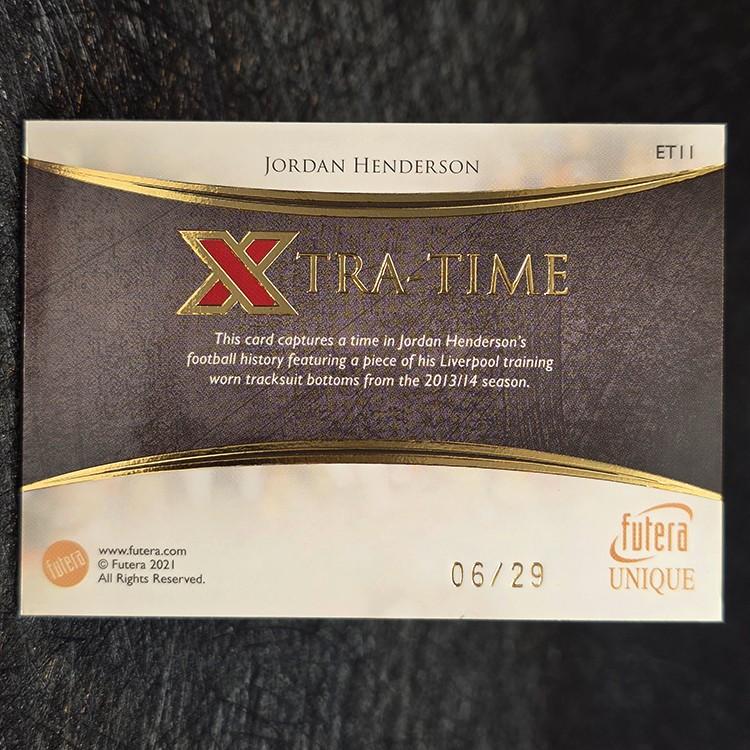 JORDAN HENDERSON
ET11
XTRA-TIME
This card captures a time in Jordan Henderson's
football history featuring a piece of his Liverpool training
worn tracksuit bottoms from the 2013/14 season.
futera
www.futera.com
© Futera 2021
All Rights Reserved.
06/29
futera
UNIQUE